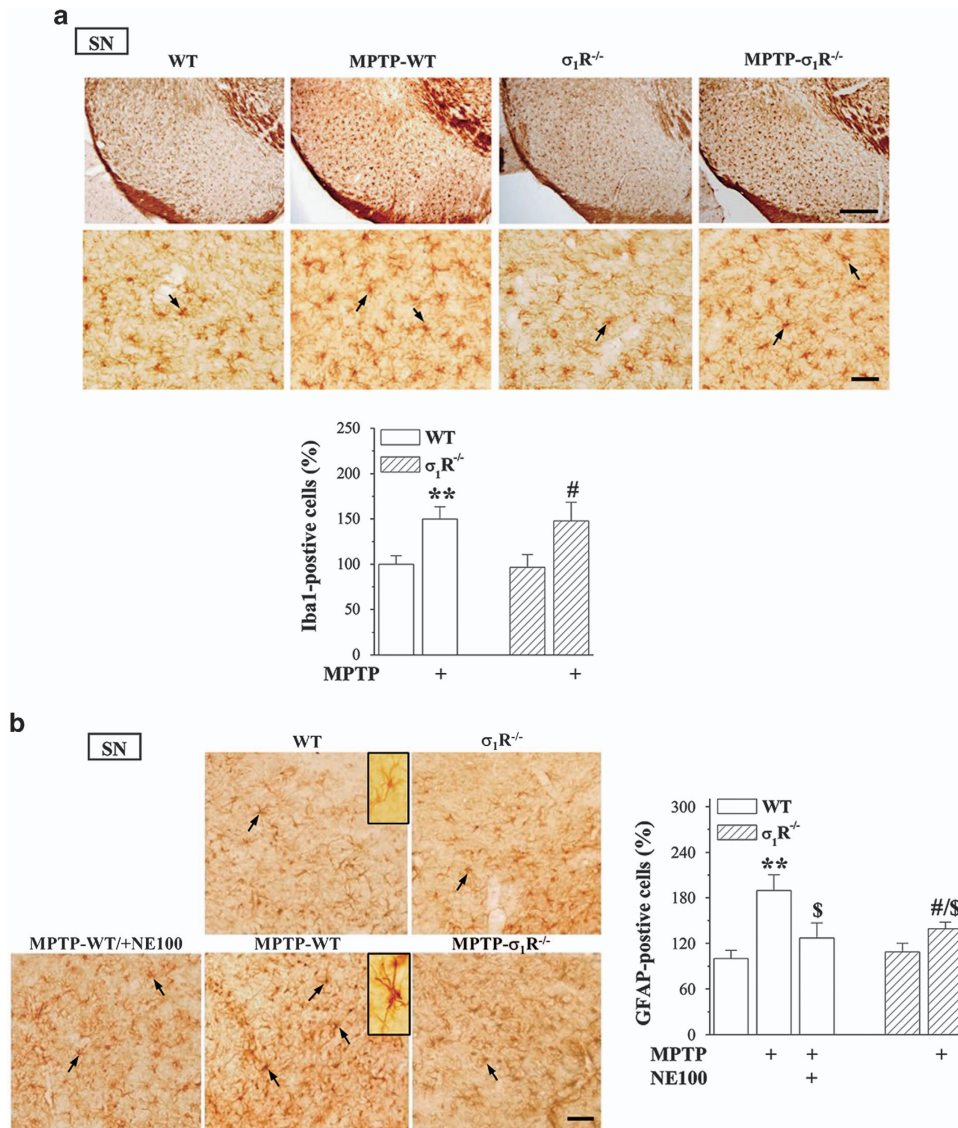 a
SN
WT MPTP-WT σ₁R⁻/⁻ MPTP-σ₁R⁻/⁻
250
200
150
100
50
0
Iba1-postive cells (%)
WT
σ₁R⁻/⁻
**
#
MPTP + +
b
SN
WT σ₁R⁻/⁻
MPTP-WT/+NE100 MPTP-WT MPTP-σ₁R⁻/⁻
300
240
180
120
60
0
GFAP-postive cells (%)
WT
σ₁R⁻/⁻
**
$
#/$
MPTP + + +
NE100 +